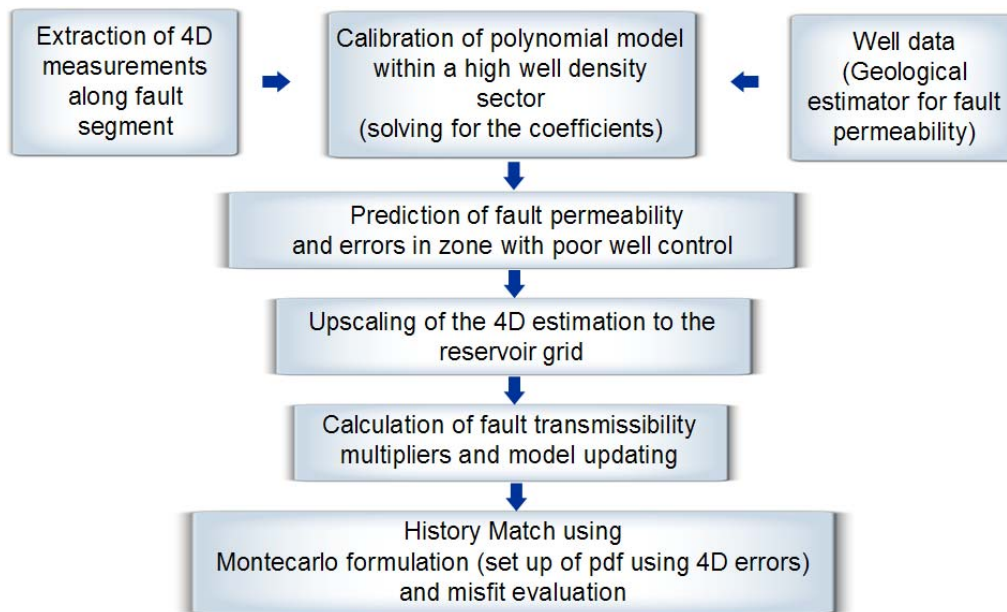 Extraction of 4D
measurements
along fault
segment
Calibration of polynomial model
within a high well density
sector
(solving for the coefficients)
Well data
(Geological
estimator for fault
permeability)
Prediction of fault permeability
and errors in zone with poor well control
Upscaling of the 4D estimation to the
reservoir grid
Calculation of fault transmissibility
multipliers and model updating
History Match using
Montecarlo formulation (set up of pdf using 4D errors)
and misfit evaluation